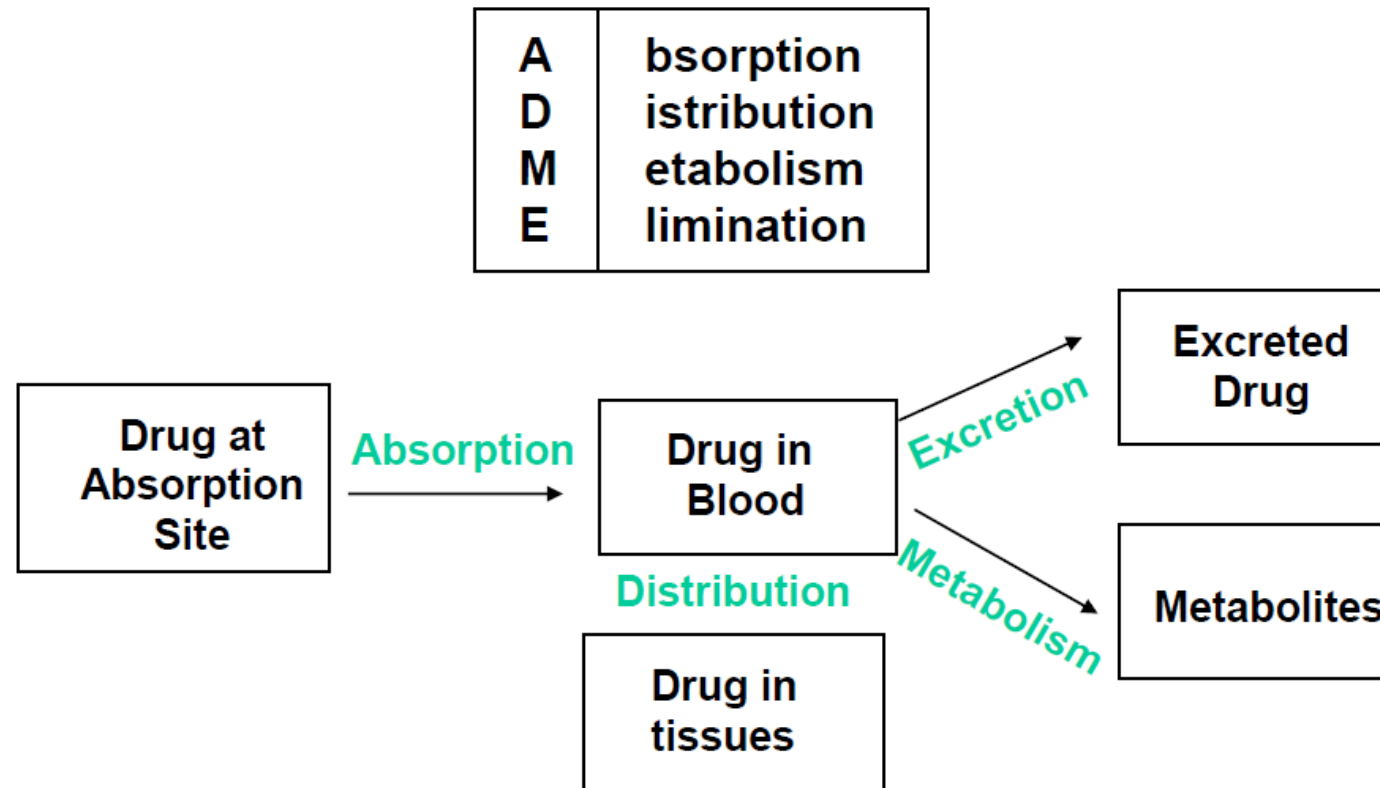 A bsorption
D istribution
M etabolism
E limination
Drug at
Absorption
Site
Absorption
Drug in
Blood
Excretion
Excreted
Drug
Distribution
Metabolism
Metabolites
Drug in
tissues